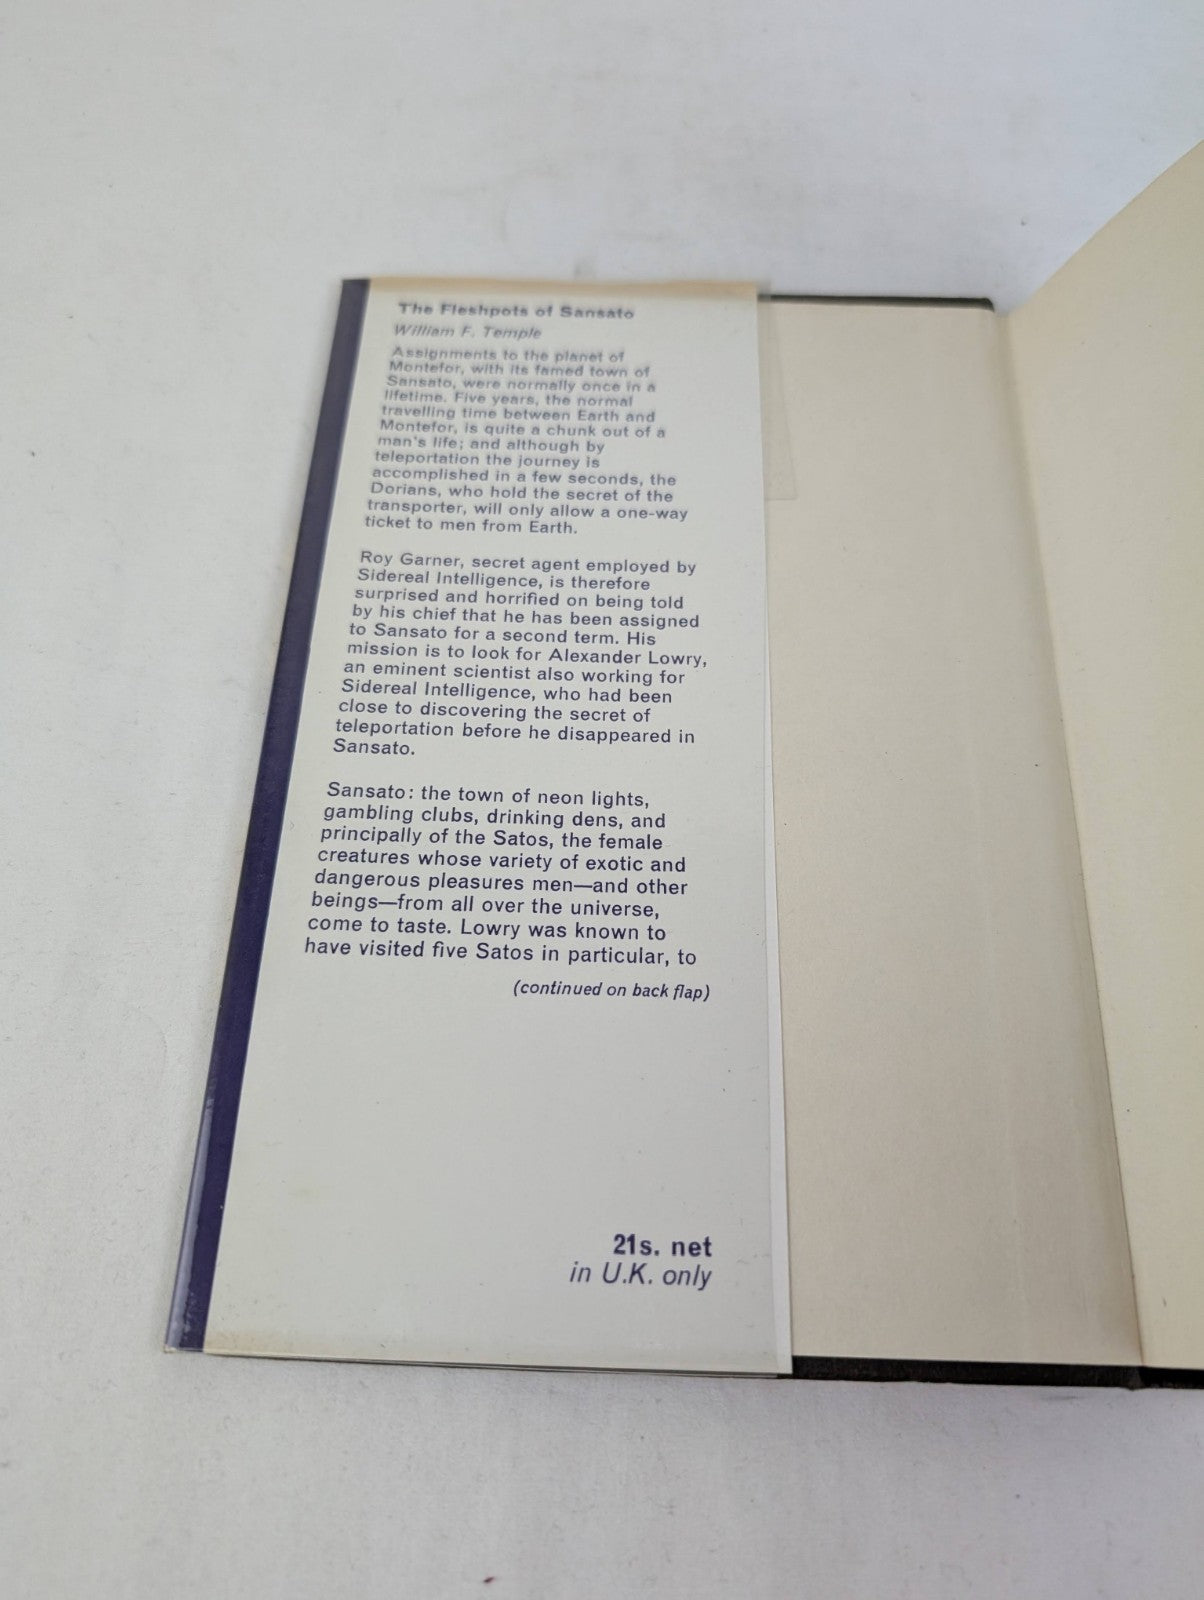 The Fleshpots of Sansato
William F. Temple
Assignments to the planet of
Montefor, with its famed town of
Sansato, were normally once in a
lifetime. Five years, the normal
travelling time between Earth and
Montefor, is quite a chunk out of a
man's life; and although by
teleportation the journey is
accomplished in a few seconds, the
Dorians, who hold the secret of the
transporter, will only allow a one-way
ticket to men from Earth.
Roy Garner, secret agent employed by
Sidereal Intelligence, is therefore
surprised and horrified on being told
by his chief that he has been assigned
to Sansato for a second term. His
mission is to look for Alexander Lowry,
an eminent scientist also working for
Sidereal Intelligence, who had been
close to discovering the secret of
teleportation before he disappeared in
Sansato.
Sansato: the town of neon lights,
gambling clubs, drinking dens, and
principally of the Satos, the female
creatures whose variety of exotic and
dangerous pleasures men—and other
beings—from all over the universe,
come to taste. Lowry was known to
have visited five Satos in particular, to
(continued on back flap)
21s. net
in U.K. only